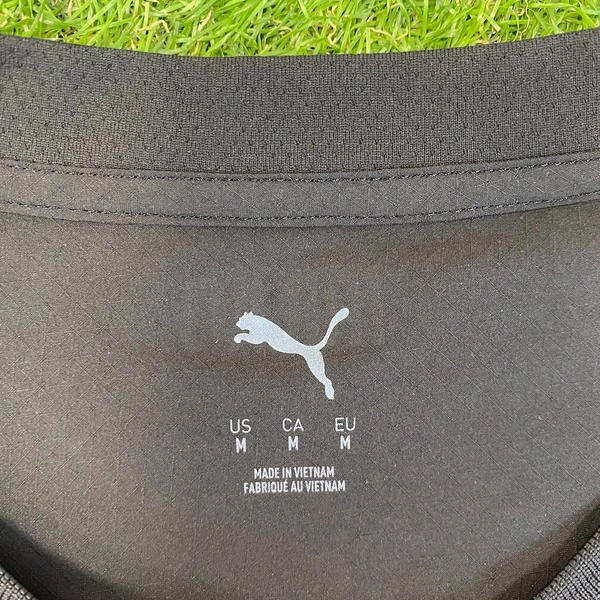 US CA EU
M M M
MADE IN VIETNAM
FABRIQUÉ AU VIETNAM